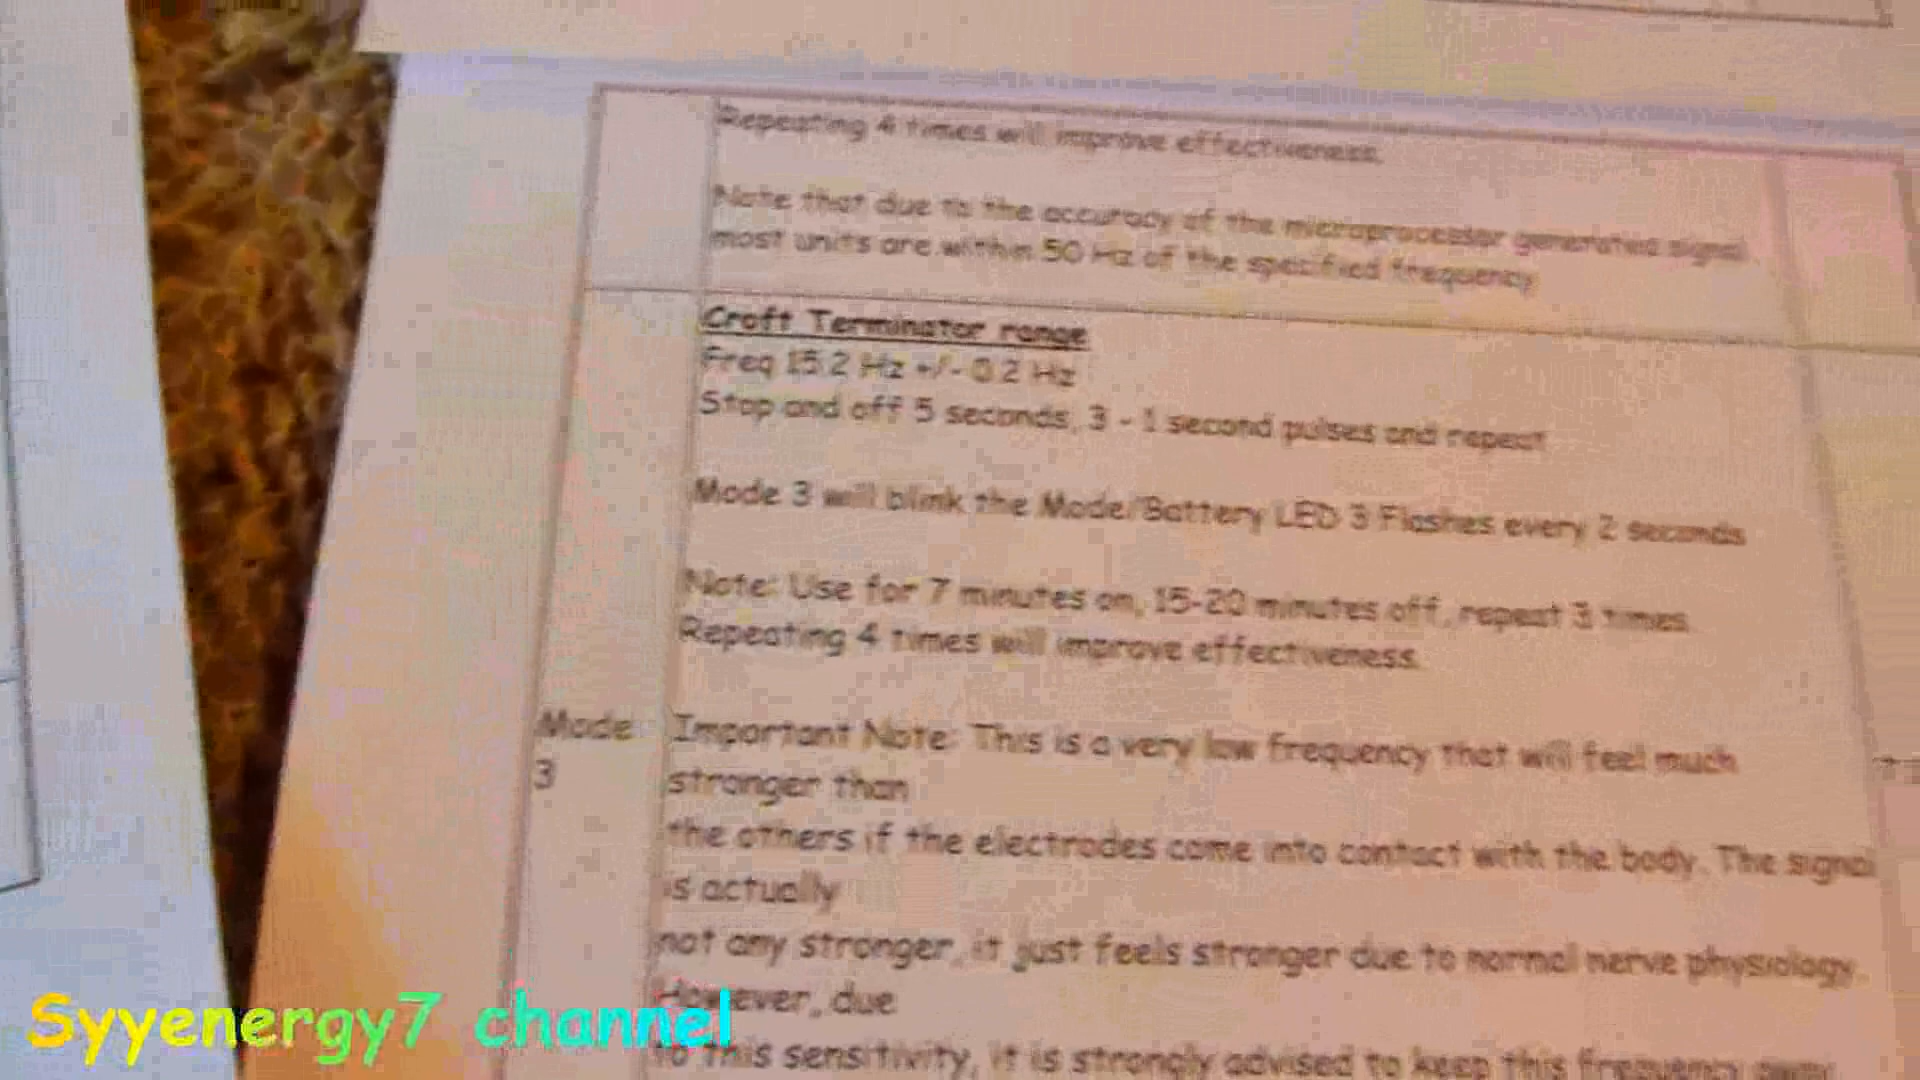 Repeating 4 times will improve effectiveness.
Note that due to the accuracy of the microprocessor generated signal
most units are within 50 Hz of the specified frequency
Croft Terminator range
Freq 15.2 Hz +/- 0.2 Hz
Stop and off 5 seconds, 3 - 1 second pulses and repeat
Mode 3 will blink the Mode/Battery LED 3 Flashes every 2 seconds
Note: Use for 7 minutes on, 15-20 minutes off, repeat 3 times.
Repeating 4 times will improve effectiveness.
Mode
3
Important Note: This is a very low frequency that will feel much
stronger than
the others if the electrodes come into contact with the body. The signal
is actually
not any stronger, it just feels stronger due to normal nerve physiology.
However, due
to this sensitivity, it is strongly advised to keep this frequency away
Syyenergy7 channel